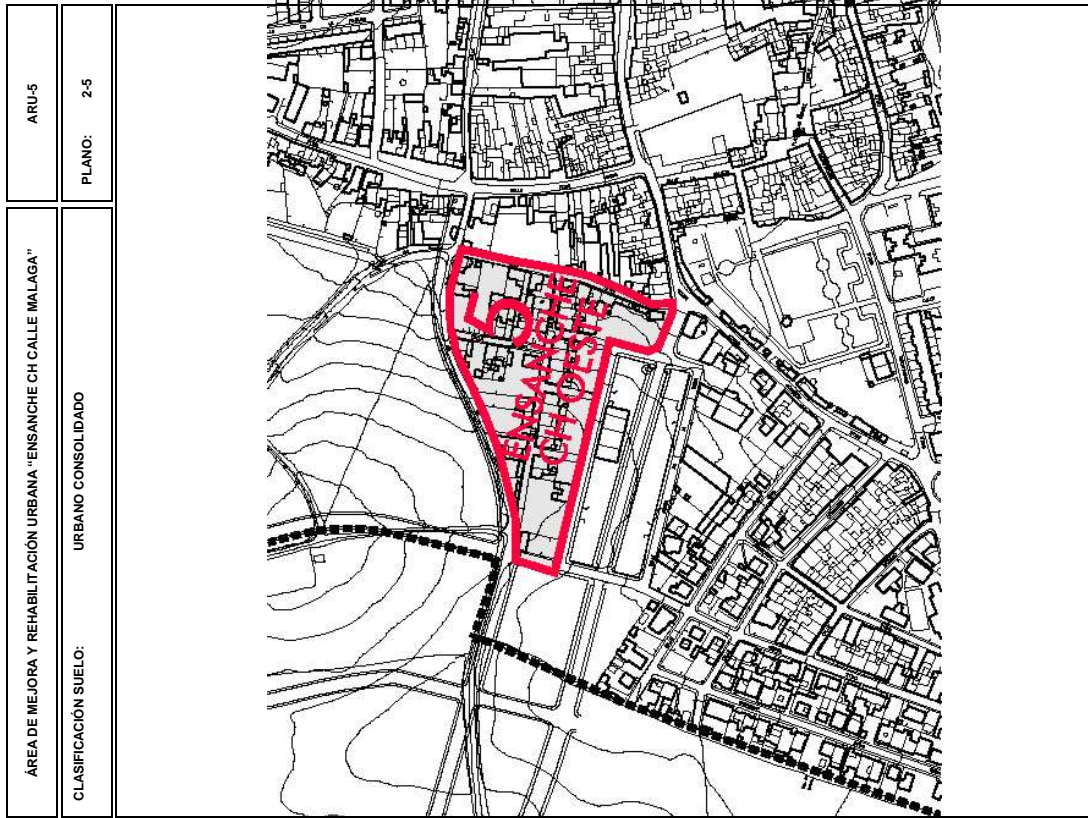 ÁREA DE MEJORA Y REHABILITACIÓN URBANA "ENSANCHE CH CALLE MALAGA"
ARU-5
CLASIFICACIÓN SUELO: URBANO CONSOLIDADO
PLANO: 2-5
5
ENSANCHE
CH OESTE